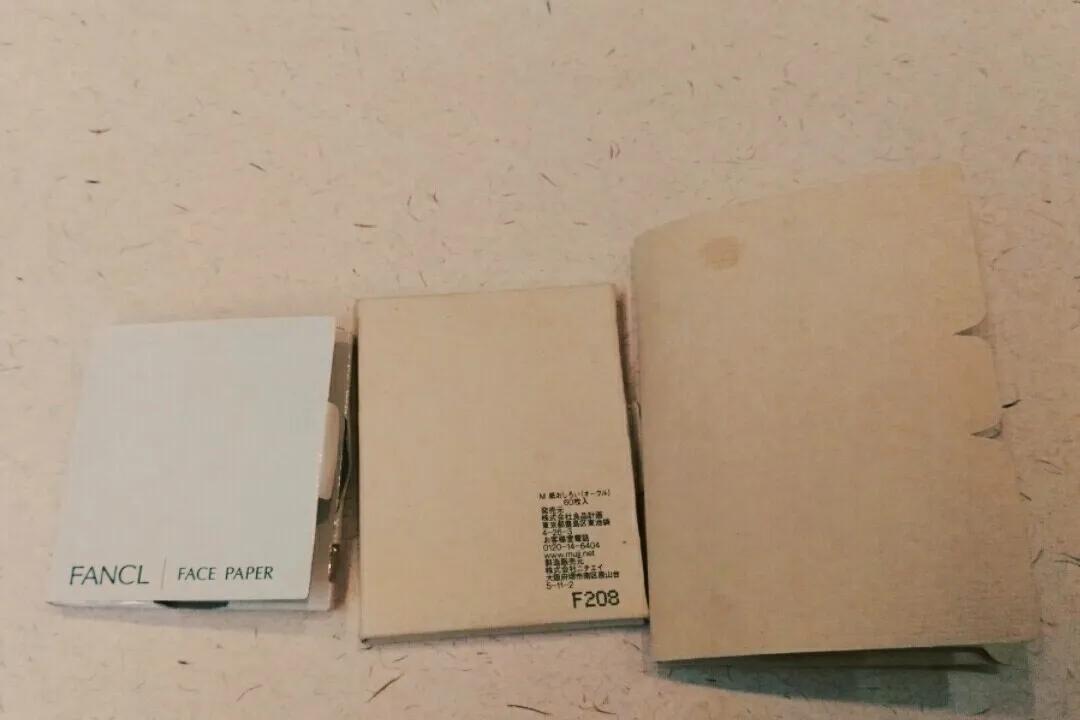 FANCL | FACE PAPER
M 紙おしろい(オークル)
60枚入
発売元
株式会社良品計画
東京都豊島区東池袋
4-26-3
お客様室電話
0120-14-6404
www.muji.net
製造販売元
株式会社ニチエイ
大阪府堺市南区原山台
5-11-2
F208